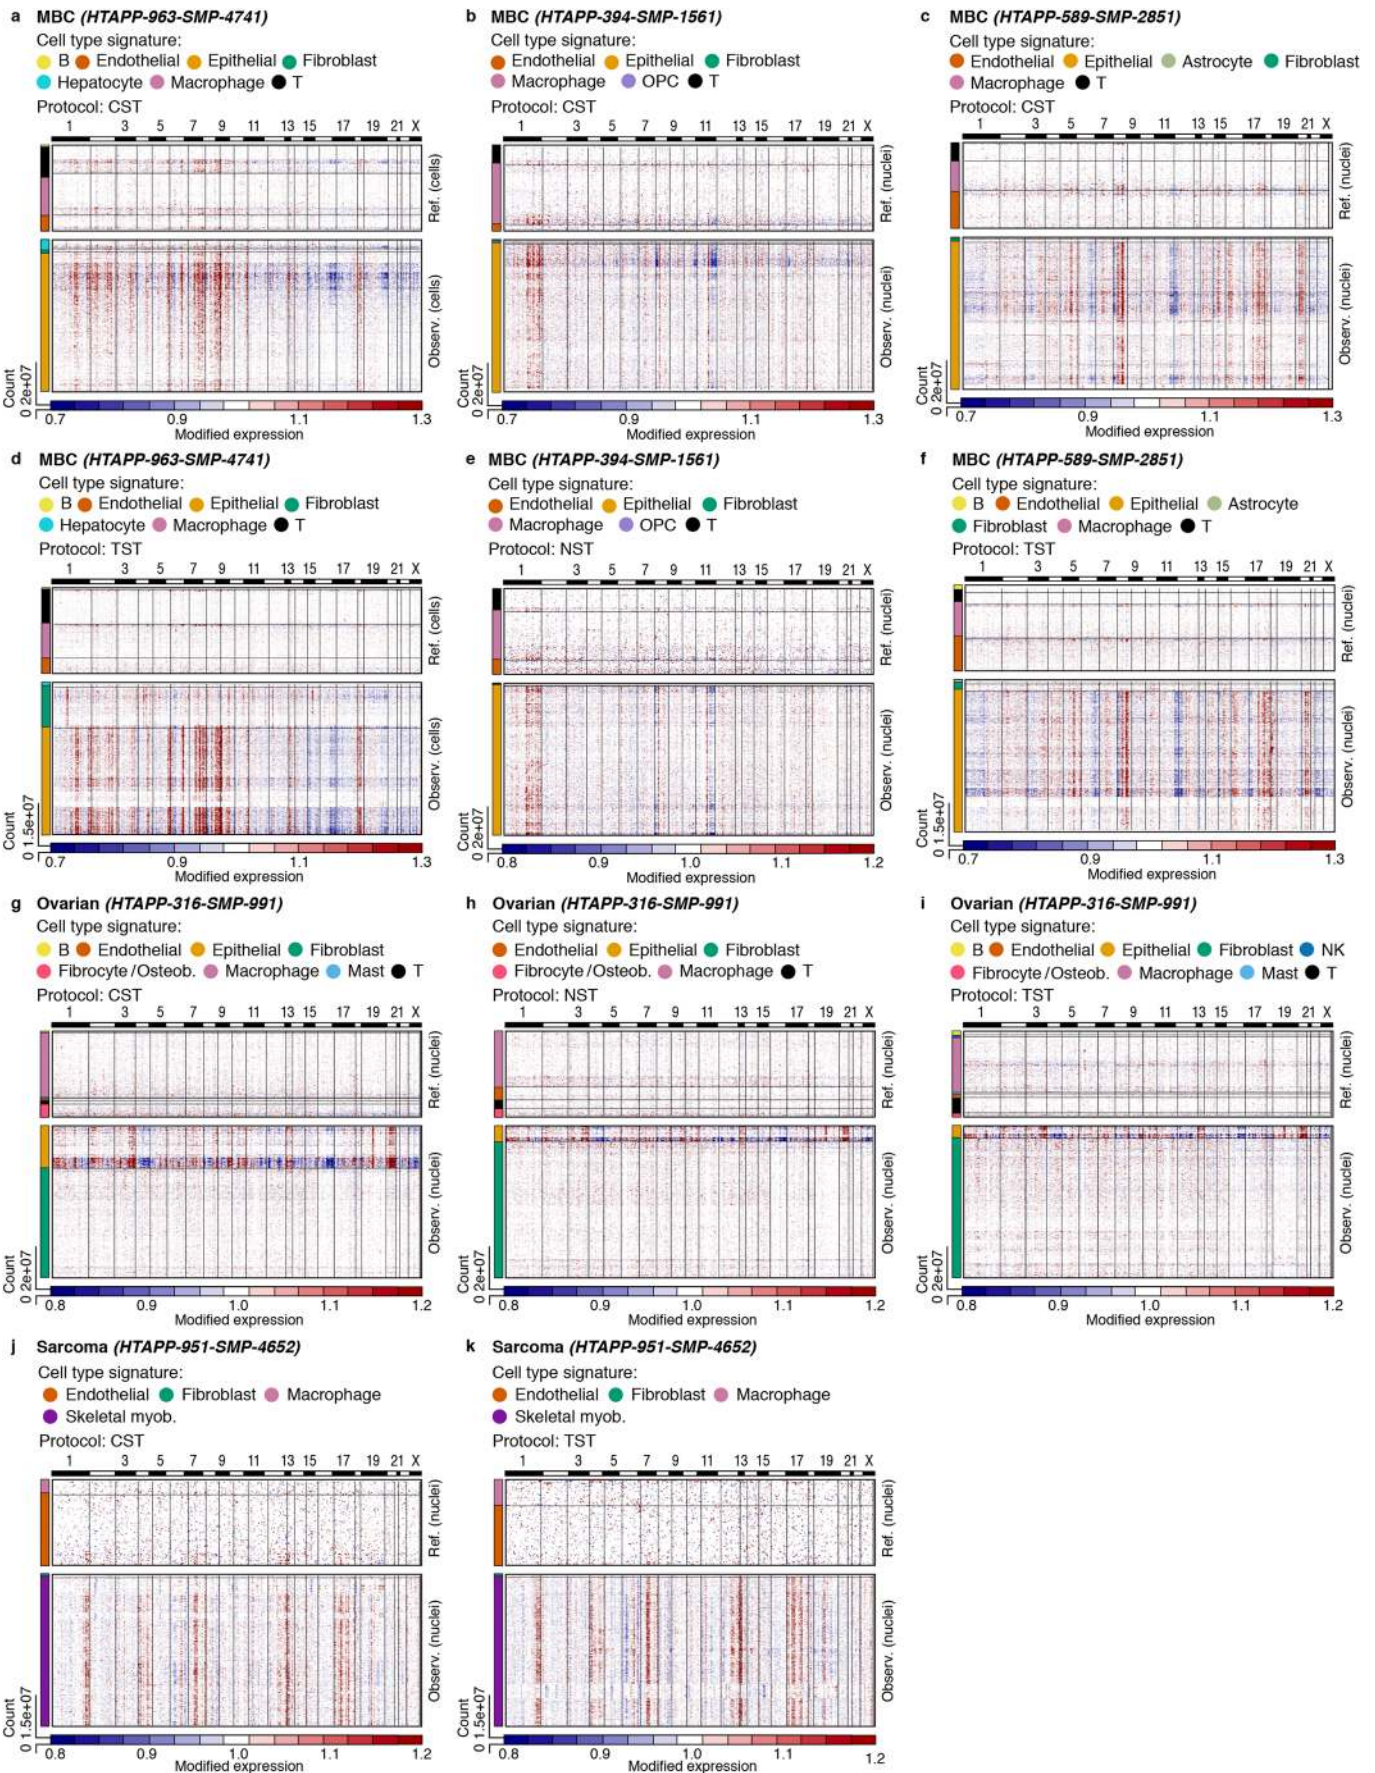 a MBC (HTAPP-963-SMP-4741)
Cell type signature:
B Endothelial Epithelial Fibroblast
Hepatocyte Macrophage T
Protocol: CST
1 3 5 7 9 11 13 15 17 19 21 X
Ref. (cells)
Observ. (cells)
Count
0 2e+07
0.7 0.9 1.1 1.3
Modified expression
b MBC (HTAPP-394-SMP-1561)
Cell type signature:
Endothelial Epithelial Fibroblast
Macrophage OPC T
Protocol: CST
1 3 5 7 9 11 13 15 17 19 21 X
Ref. (nuclei)
Observ. (nuclei)
Count
0 2e+07
0.7 0.9 1.1 1.3
Modified expression
c MBC (HTAPP-589-SMP-2851)
Cell type signature:
Endothelial Epithelial Astrocyte Fibroblast
Macrophage T
Protocol: CST
1 3 5 7 9 11 13 15 17 19 21 X
Ref. (nuclei)
Observ. (nuclei)
Count
0 2e+07
0.7 0.9 1.1 1.3
Modified expression
d MBC (HTAPP-963-SMP-4741)
Cell type signature:
B Endothelial Epithelial Fibroblast
Hepatocyte Macrophage T
Protocol: TST
1 3 5 7 9 11 13 15 17 19 21 X
Ref. (cells)
Observ. (cells)
Count
0 1.5e+07
0.7 0.9 1.1 1.3
Modified expression
e MBC (HTAPP-394-SMP-1561)
Cell type signature:
Endothelial Epithelial Fibroblast
Macrophage OPC T
Protocol: NST
1 3 5 7 9 11 13 15 17 19 21 X
Ref. (nuclei)
Observ. (nuclei)
Count
0 2e+07
0.8 0.9 1.0 1.1 1.2
Modified expression
f MBC (HTAPP-589-SMP-2851)
Cell type signature:
B Endothelial Epithelial Astrocyte
Fibroblast Macrophage T
Protocol: TST
1 3 5 7 9 11 13 15 17 19 21 X
Ref. (nuclei)
Observ. (nuclei)
Count
0 1.5e+07
0.7 0.9 1.1 1.3
Modified expression
g Ovarian (HTAPP-316-SMP-991)
Cell type signature:
B Endothelial Epithelial Fibroblast
Fibrocyte/Osteob. Macrophage Mast T
Protocol: CST
1 3 5 7 9 11 13 15 17 19 21 X
Ref. (nuclei)
Observ. (nuclei)
Count
0 2e+07
0.8 0.9 1.0 1.1 1.2
Modified expression
h Ovarian (HTAPP-316-SMP-991)
Cell type signature:
Endothelial Epithelial Fibroblast
Fibrocyte/Osteob. Macrophage T
Protocol: NST
1 3 5 7 9 11 13 15 17 19 21 X
Ref. (nuclei)
Observ. (nuclei)
Count
0 2e+07
0.8 0.9 1.0 1.1 1.2
Modified expression
i Ovarian (HTAPP-316-SMP-991)
Cell type signature:
B Endothelial Epithelial Fibroblast NK
Fibrocyte/Osteob. Macrophage Mast T
Protocol: TST
1 3 5 7 9 11 13 15 17 19 21 X
Ref. (nuclei)
Observ. (nuclei)
Count
0 2e+07
0.8 0.9 1.0 1.1 1.2
Modified expression
j Sarcoma (HTAPP-951-SMP-4652)
Cell type signature:
Endothelial Fibroblast Macrophage
Skeletal myob.
Protocol: CST
1 3 5 7 9 11 13 15 17 19 21 X
Ref. (nuclei)
Observ. (nuclei)
Count
0 1.5e+07
0.8 0.9 1.0 1.1 1.2
Modified expression
k Sarcoma (HTAPP-951-SMP-4652)
Cell type signature:
Endothelial Fibroblast Macrophage
Skeletal myob.
Protocol: TST
1 3 5 7 9 11 13 15 17 19 21 X
Ref. (nuclei)
Observ. (nuclei)
Count
0 1.5e+07
0.8 0.9 1.0 1.1 1.2
Modified expression